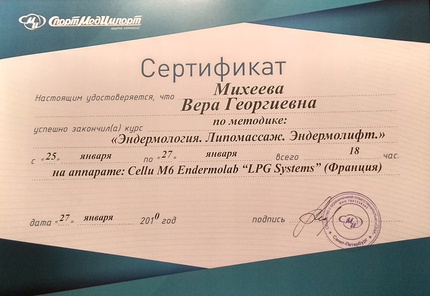 СпортМедИмпорт
Сертификат
Настоящим удостоверяется, что Михеева
Вера Георгиевна
по методике:
успешно закончил(а) курс
«Эндермология. Липомассаж. Эндермолифт.»
с "25" января по "27" января всего 18 час.
на аппарате: Cellu M6 Endermolab "LPG Systems" (Франция)
дата "27" января 2010 год подпись
Санкт-Петербург